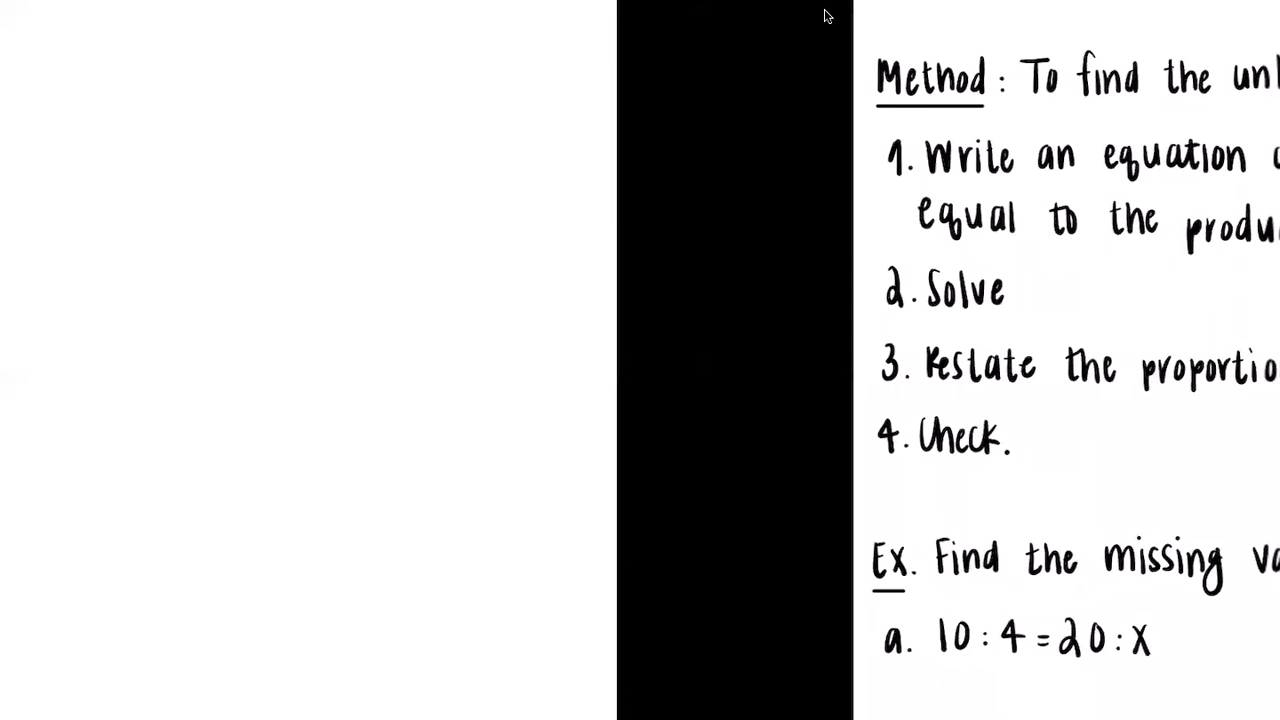 Method : To find the
1. Write an equation
equal to the produ
2. Solve
3. Restate the proportio
4. Check.
Ex. Find the missing va
a. 10 : 4 = 20 : x